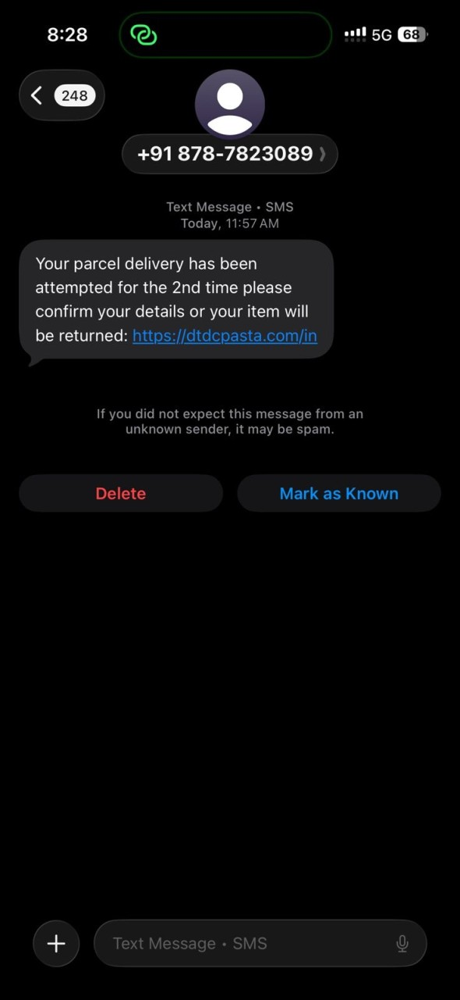 8:28
5G 68
248
+91 878-7823089
Text Message • SMS
Today, 11:57 AM
Your parcel delivery has been
attempted for the 2nd time please
confirm your details or your item will
be returned: https://dtdcpasta.com/in
If you did not expect this message from an
unknown sender, it may be spam.
Delete
Mark as Known
Text Message • SMS